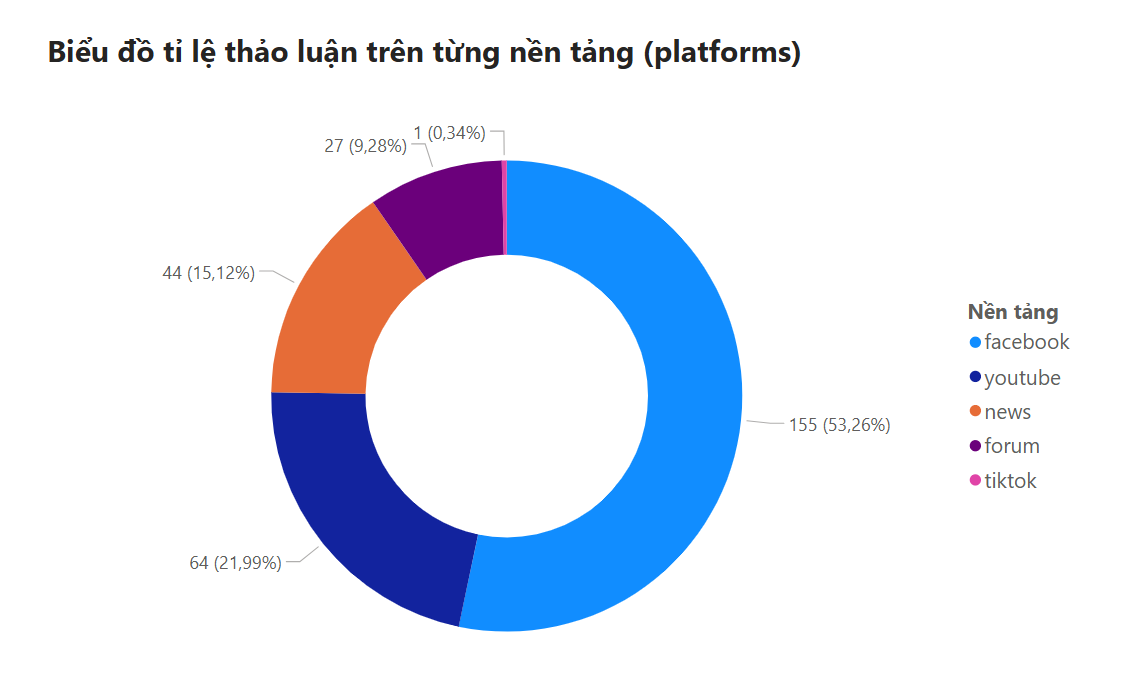 Biểu đồ tỉ lệ thảo luận trên từng nền tảng (platforms)
1 (0,34%)
27 (9,28%)
44 (15,12%)
155 (53,26%)
64 (21,99%)
Nền tảng
facebook
youtube
news
forum
tiktok